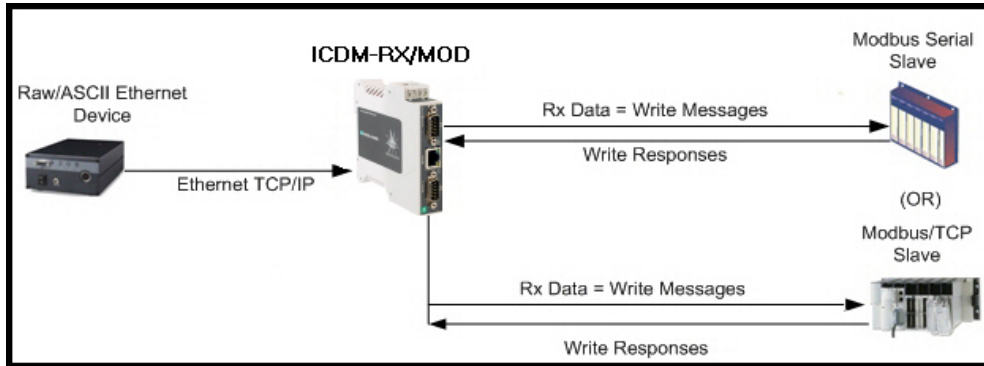 ICDM-RX/MOD
Modbus Serial
Slave
Raw/ASCII Ethernet
Device
Rx Data = Write Messages
Write Responses
Ethernet TCP/IP
(OR)
Modbus/TCP
Slave
Rx Data = Write Messages
Write Responses